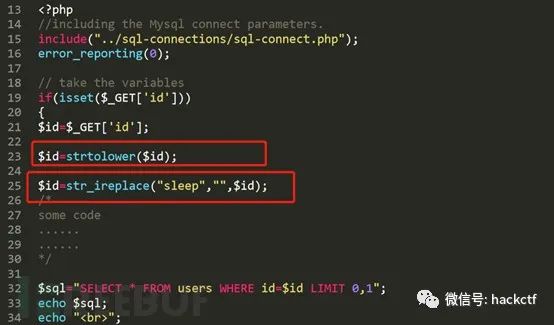 13 <?php
14 //including the Mysql connect parameters.
15 include("../sql-connections/sql-connect.php");
16 error_reporting(0);
17
18 // take the variables
19 if(isset($_GET['id']))
20 {
21 $id=$_GET['id'];
22
23 $id=strtolower($id);
24
25 $id=str_ireplace("sleep","",$id);
26 /*
27 some code
28 ......
29 ......
30 */
31
32 $sql="SELECT * FROM users WHERE id=$id LIMIT 0,1";
33 echo $sql;
34 echo "<br>";
微信号: hackctf